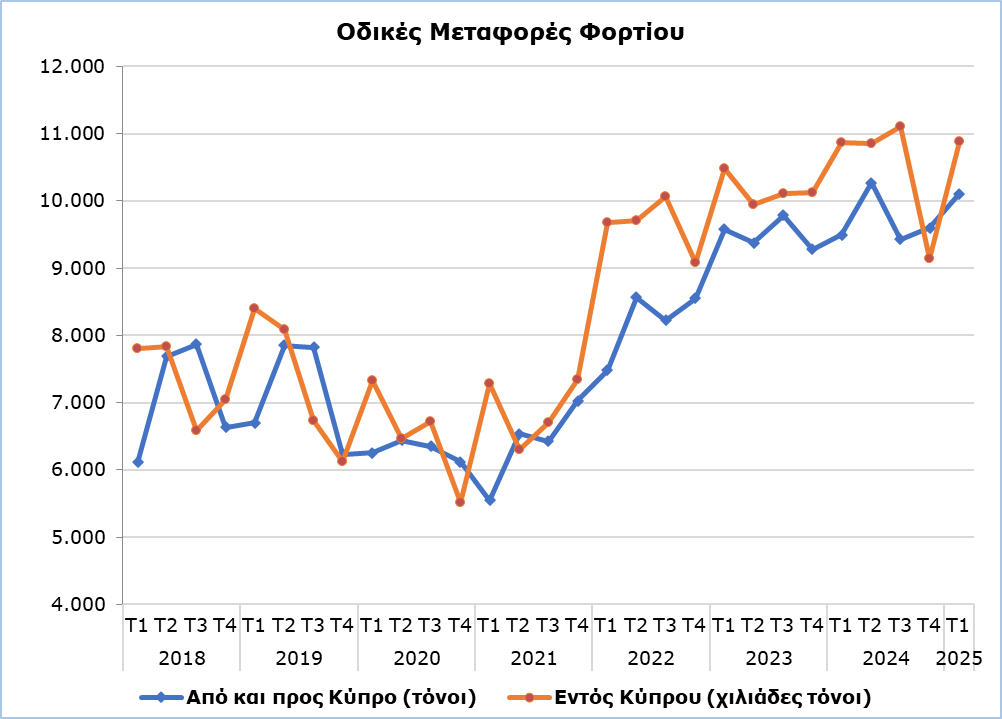 Οδικές Μεταφορές Φορτίου
12.000
11.000
10.000
9.000
8.000
7.000
6.000
5.000
4.000
Τ1 Τ2 Τ3 Τ4 Τ1 Τ2 Τ3 Τ4 Τ1 Τ2 Τ3 Τ4 Τ1 Τ2 Τ3 Τ4 Τ1 Τ2 Τ3 Τ4 Τ1 Τ2 Τ3 Τ4 Τ1 Τ2 Τ3 Τ4 Τ1
2018 2019 2020 2021 2022 2023 2024 2025
Από και προς Κύπρο (τόνοι) Εντός Κύπρου (χιλιάδες τόνοι)